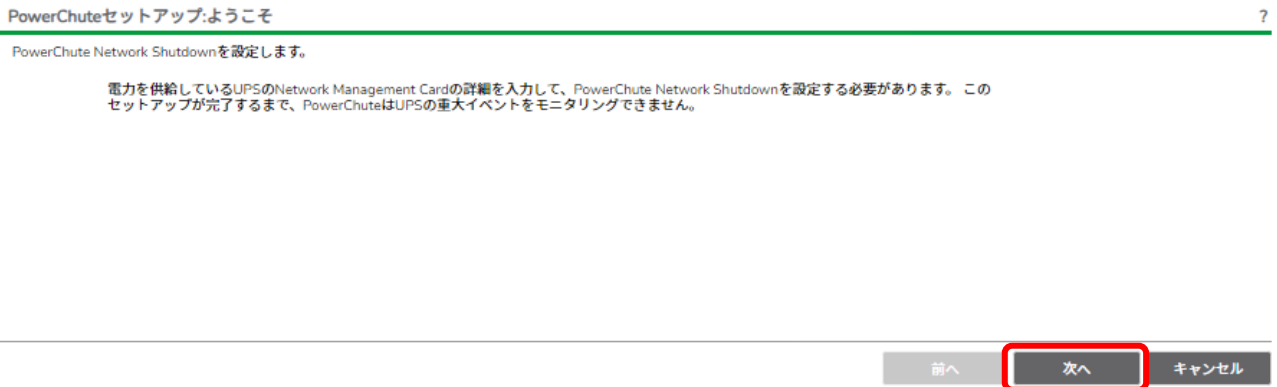 PowerChuteセットアップ:ようこそ
?
PowerChute Network Shutdownを設定します。
電力を供給しているUPSのNetwork Management Cardの詳細を入力して、PowerChute Network Shutdownを設定する必要があります。 この
セットアップが完了するまで、PowerChuteはUPSの重大イベントをモニタリングできません。
前へ
次へ
キャンセル